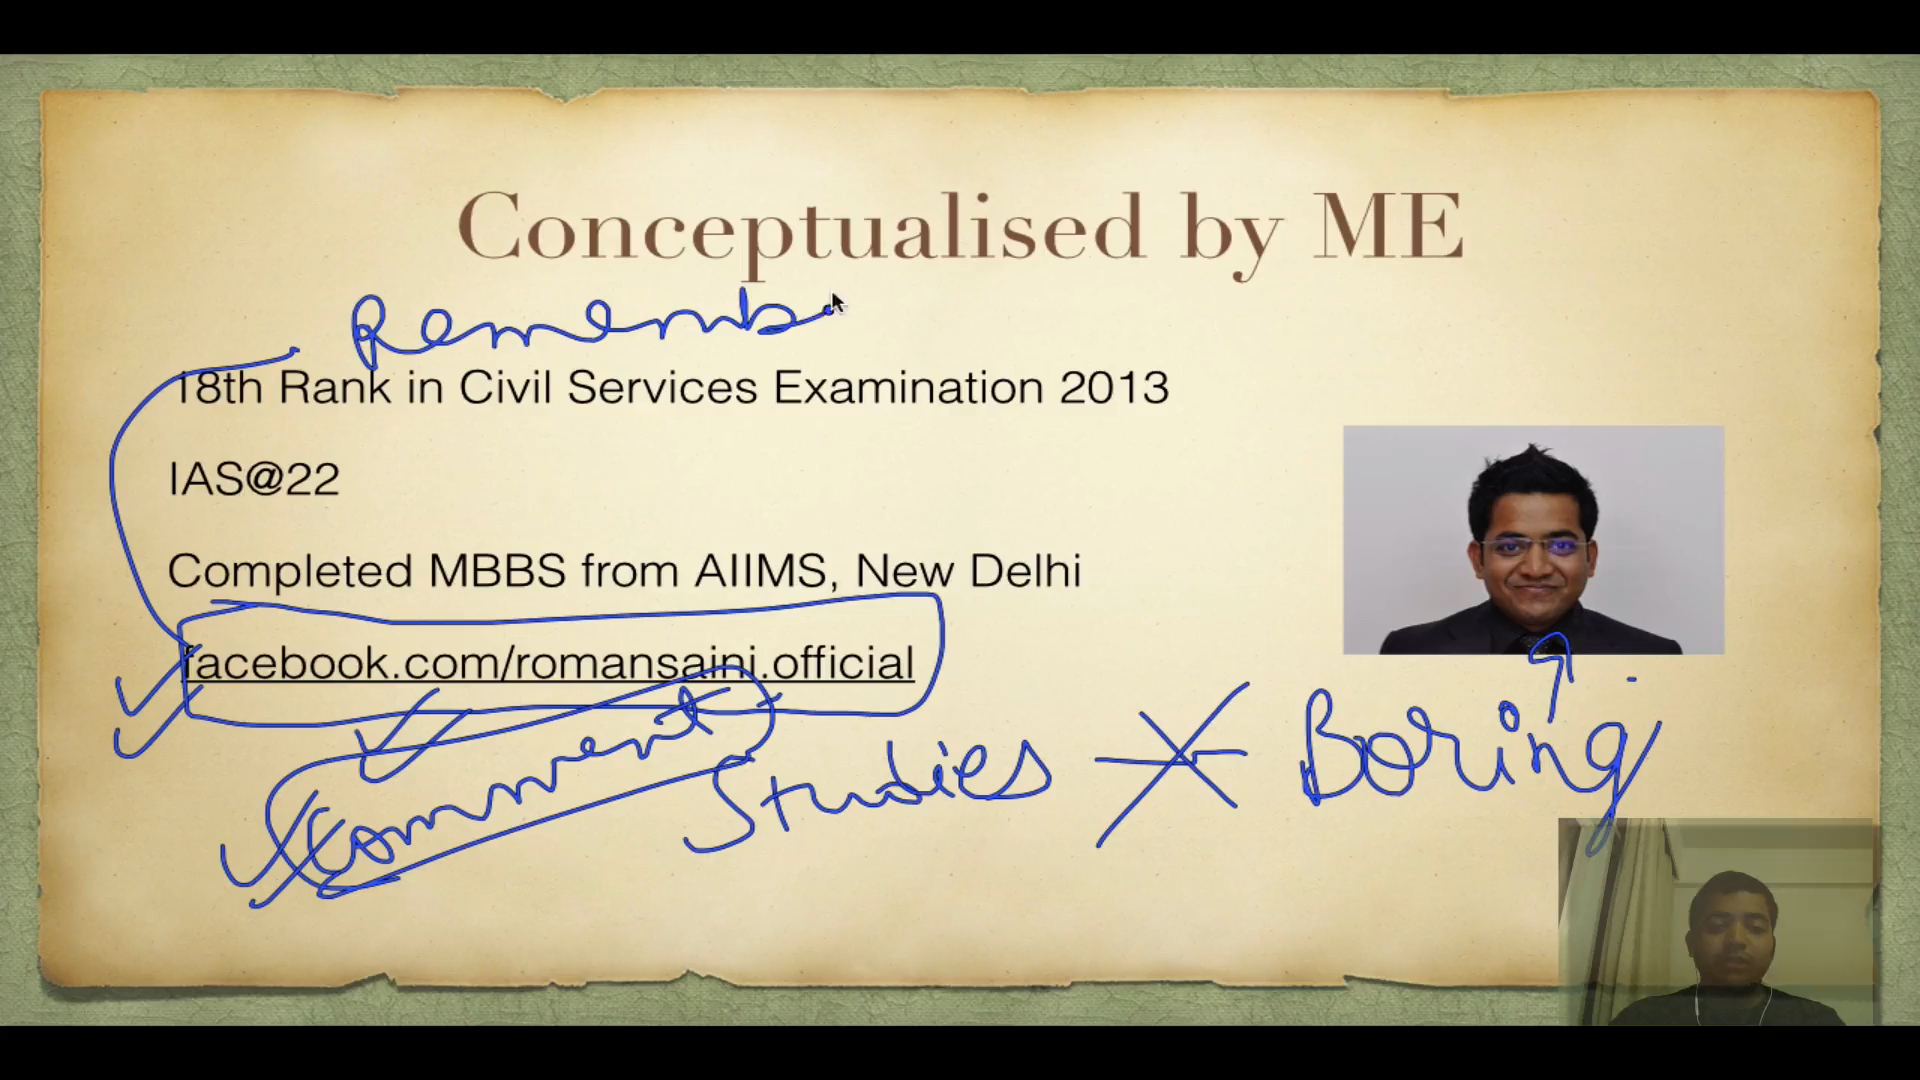 Conceptualised by ME
Rememb
18th Rank in Civil Services Examination 2013
IAS@22
Completed MBBS from AIIMS, New Delhi
facebook.com/romansaini.official
Comment
Studies Boring